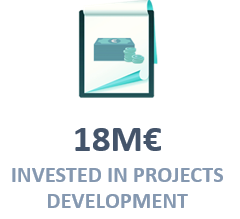 18M€
INVESTED IN PROJECTS
DEVELOPMENT